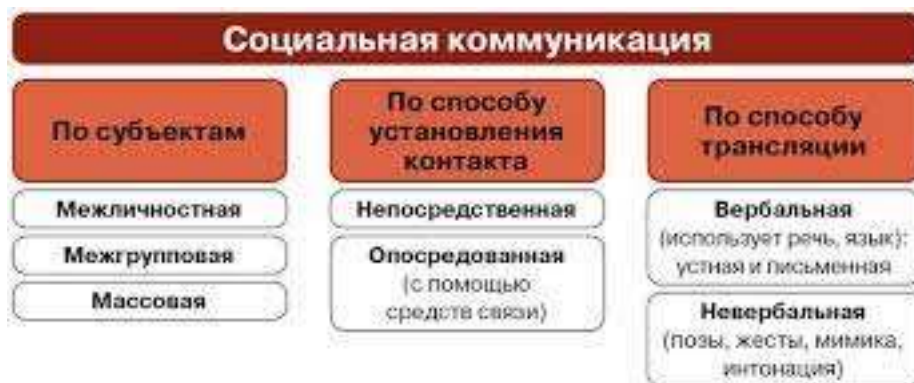 Социальная коммуникация
По субъектам
Межличностная
Межгрупповая
Массовая
По способу
установления
контакта
Непосредственная
Опосредованная
(с помощью
средств связи)
По способу
трансляции
Вербальная
(использует речь, язык):
устная и письменная
Невербальная
(позы, жесты, мимика,
интонация)